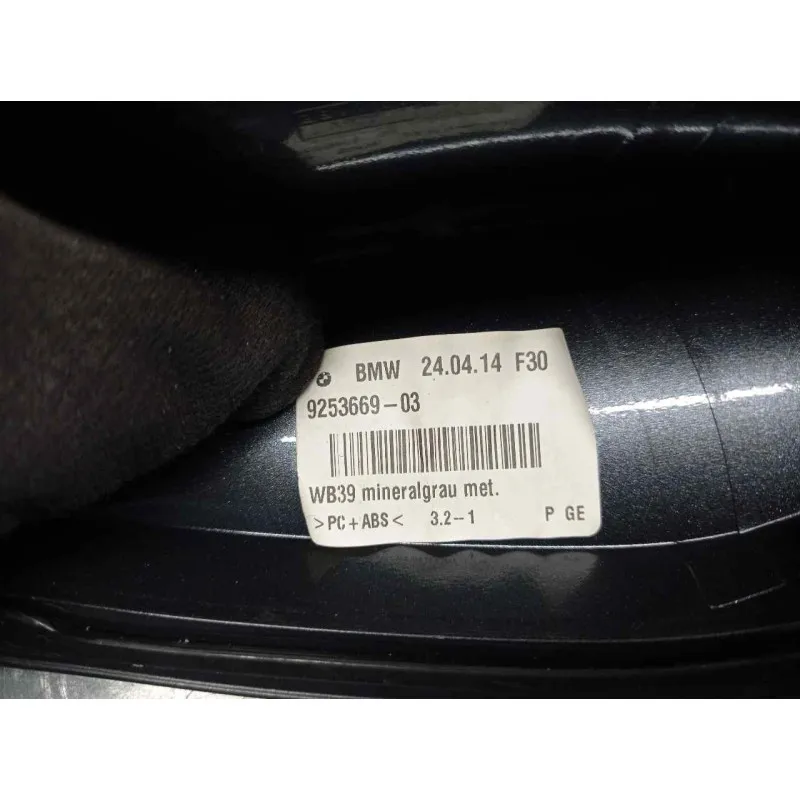 BMW 24.04.14 F30
9253669-03
WB39 mineralgrau met.
>PC+ABS< 3.2-1 P GE